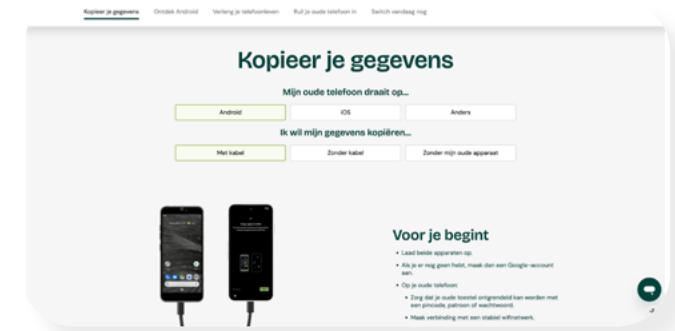 Kopieer je gegevens
Ontdek Android
Verleng je telefoonleven
Ruil je oude telefoon in
Switch vandaag nog
Kopieer je gegevens
Mijn oude telefoon draait op...
Android
iOS
Anders
Ik wil mijn gegevens kopiëren...
Met kabel
Zonder kabel
Zonder mijn oude apparaat
Voor je begint
• Laad beide apparaten op.
• Als je er nog geen hebt, maak dan een Google-account
aan.
• Op je oude telefoon:
• Zorg dat je oude toestel ontgrendeld kan worden met
een pincode, patroon of wachtwoord.
• Maak verbinding met een stabiel wifinetwerk.